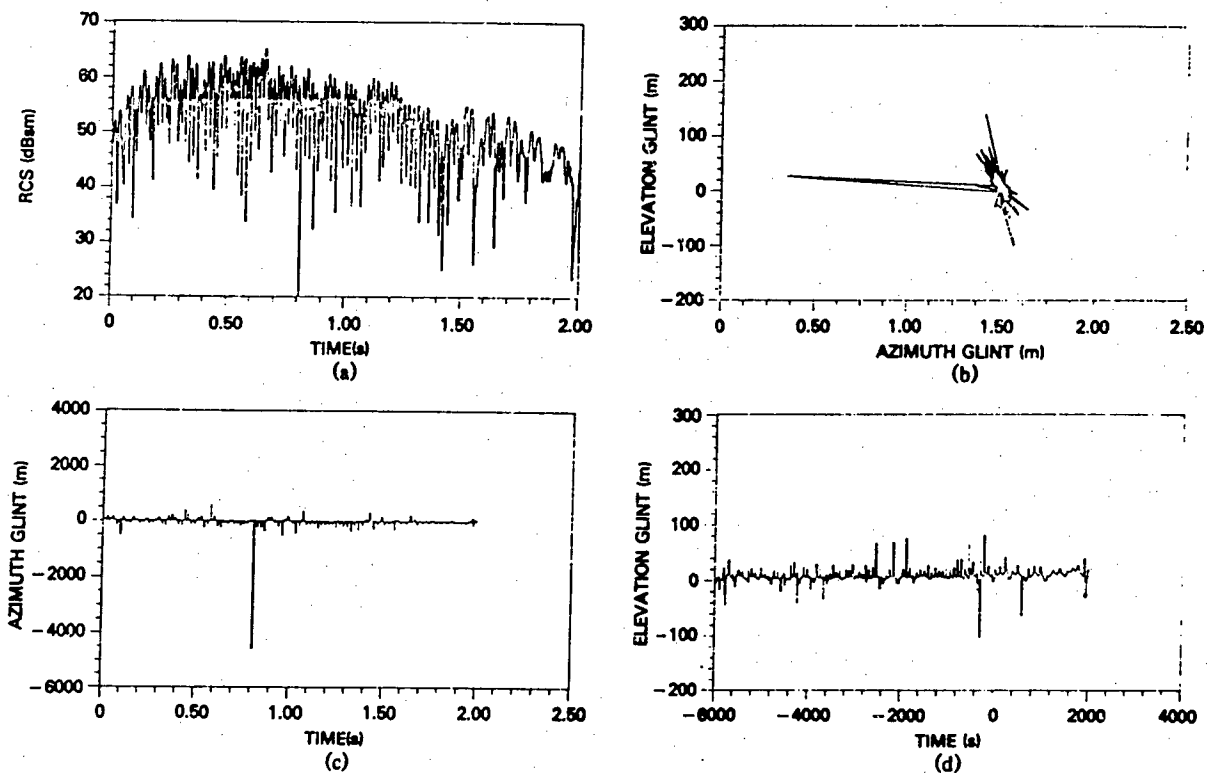 70
60
50
40
30
20
RCS (dBsm)
0 0.50 1.00 1.50 2.00
TIME(s)
(a)
300
200
100
0
−100
−200
ELEVATION GLINT (m)
0 0.50 1.00 1.50 2.00 2.50
AZIMUTH GLINT (m)
(b)
4000
2000
0
−2000
−4000
−6000
AZIMUTH GLINT (m)
0 0.50 1.00 1.50 2.00 2.50
TIME(s)
(c)
300
200
100
0
−100
−200
ELEVATION GLINT (m)
−6000 −4000 −2000 0 2000 4000
TIME (s)
(d)